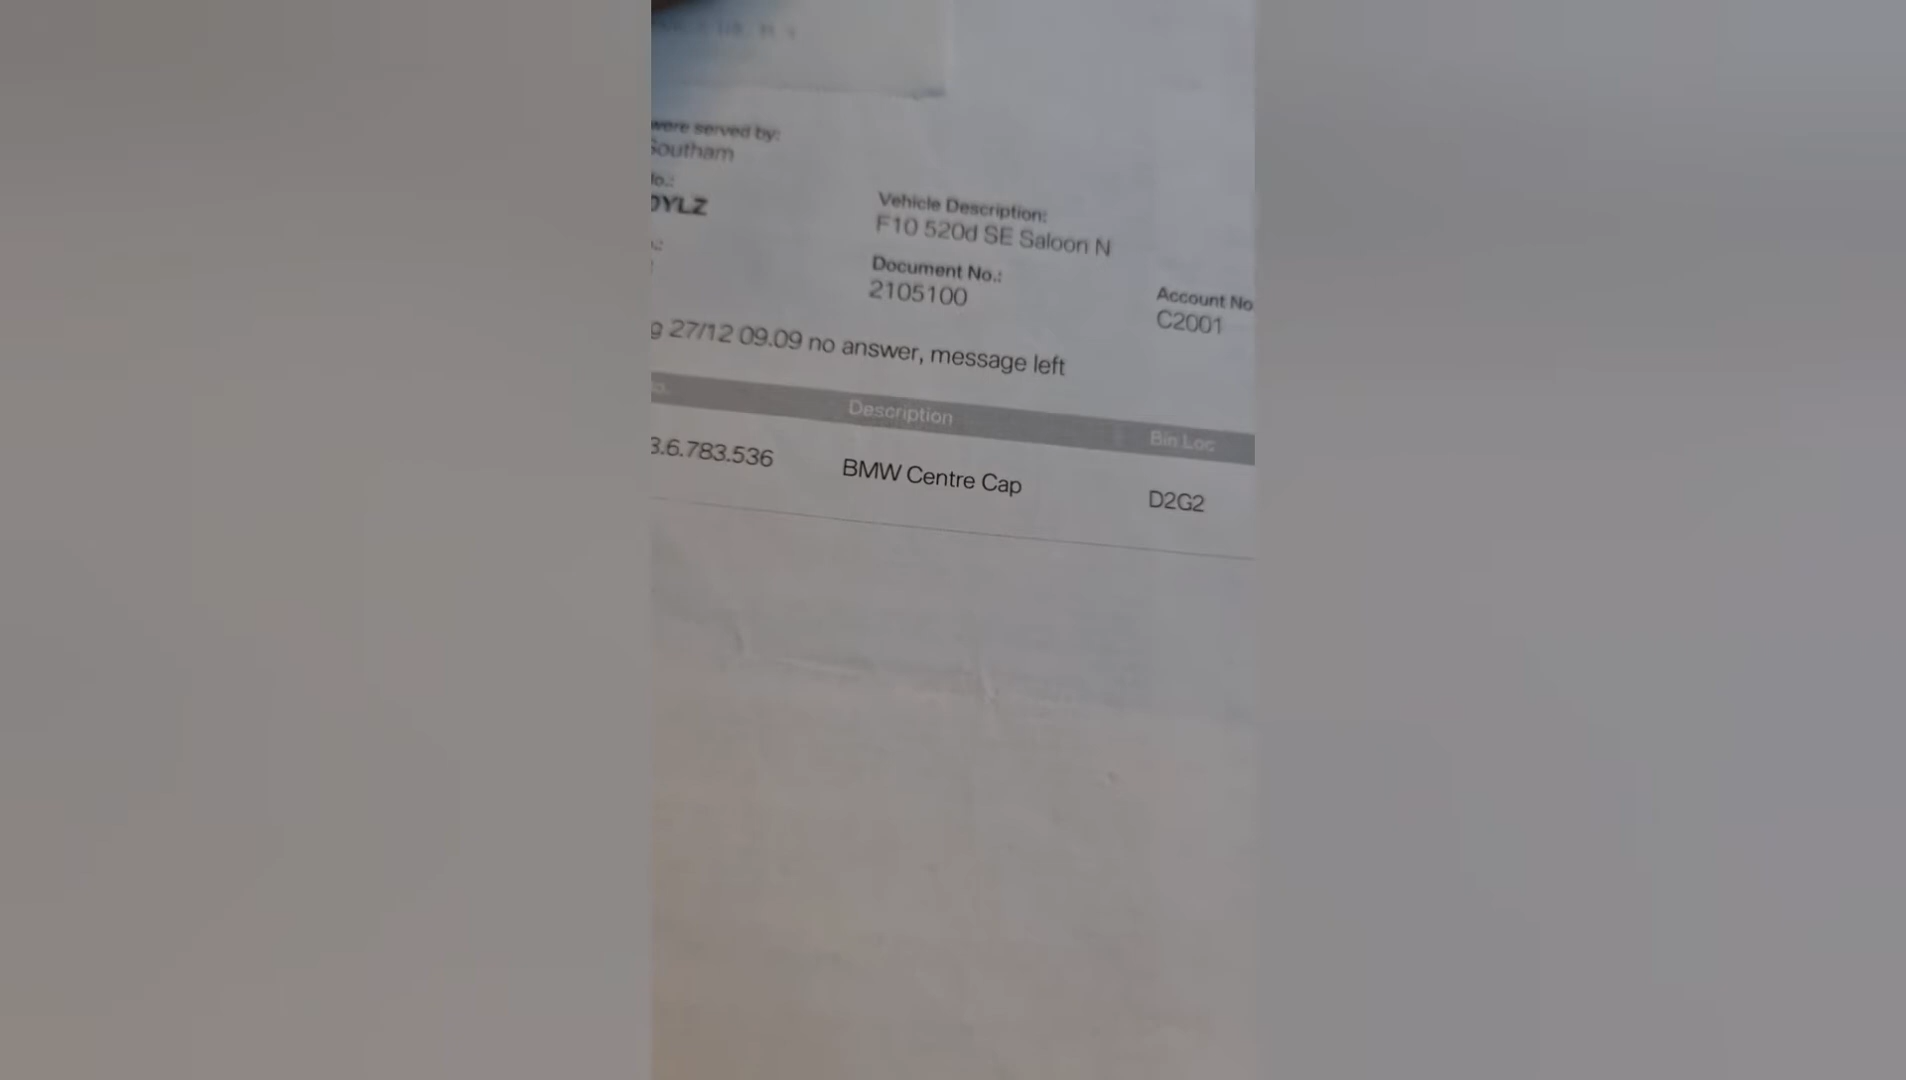 were served by:
Southam
DYLZ
Vehicle Description:
F10 520d SE Saloon N
Document No.:
2105100
Account No
C2001
g 27/12 09.09 no answer, message left
Description
Bin Loc
3.6.783.536
BMW Centre Cap
D2G2